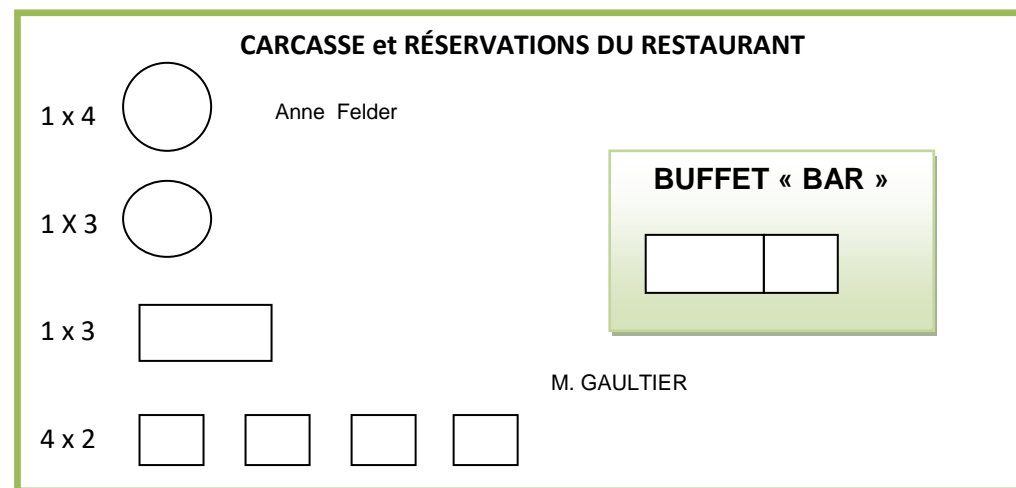 CARCASSE et RÉSERVATIONS DU RESTAURANT
1 x 4
Anne Felder
BUFFET « BAR »
1 X 3
1 x 3
M. GAULTIER
4 x 2